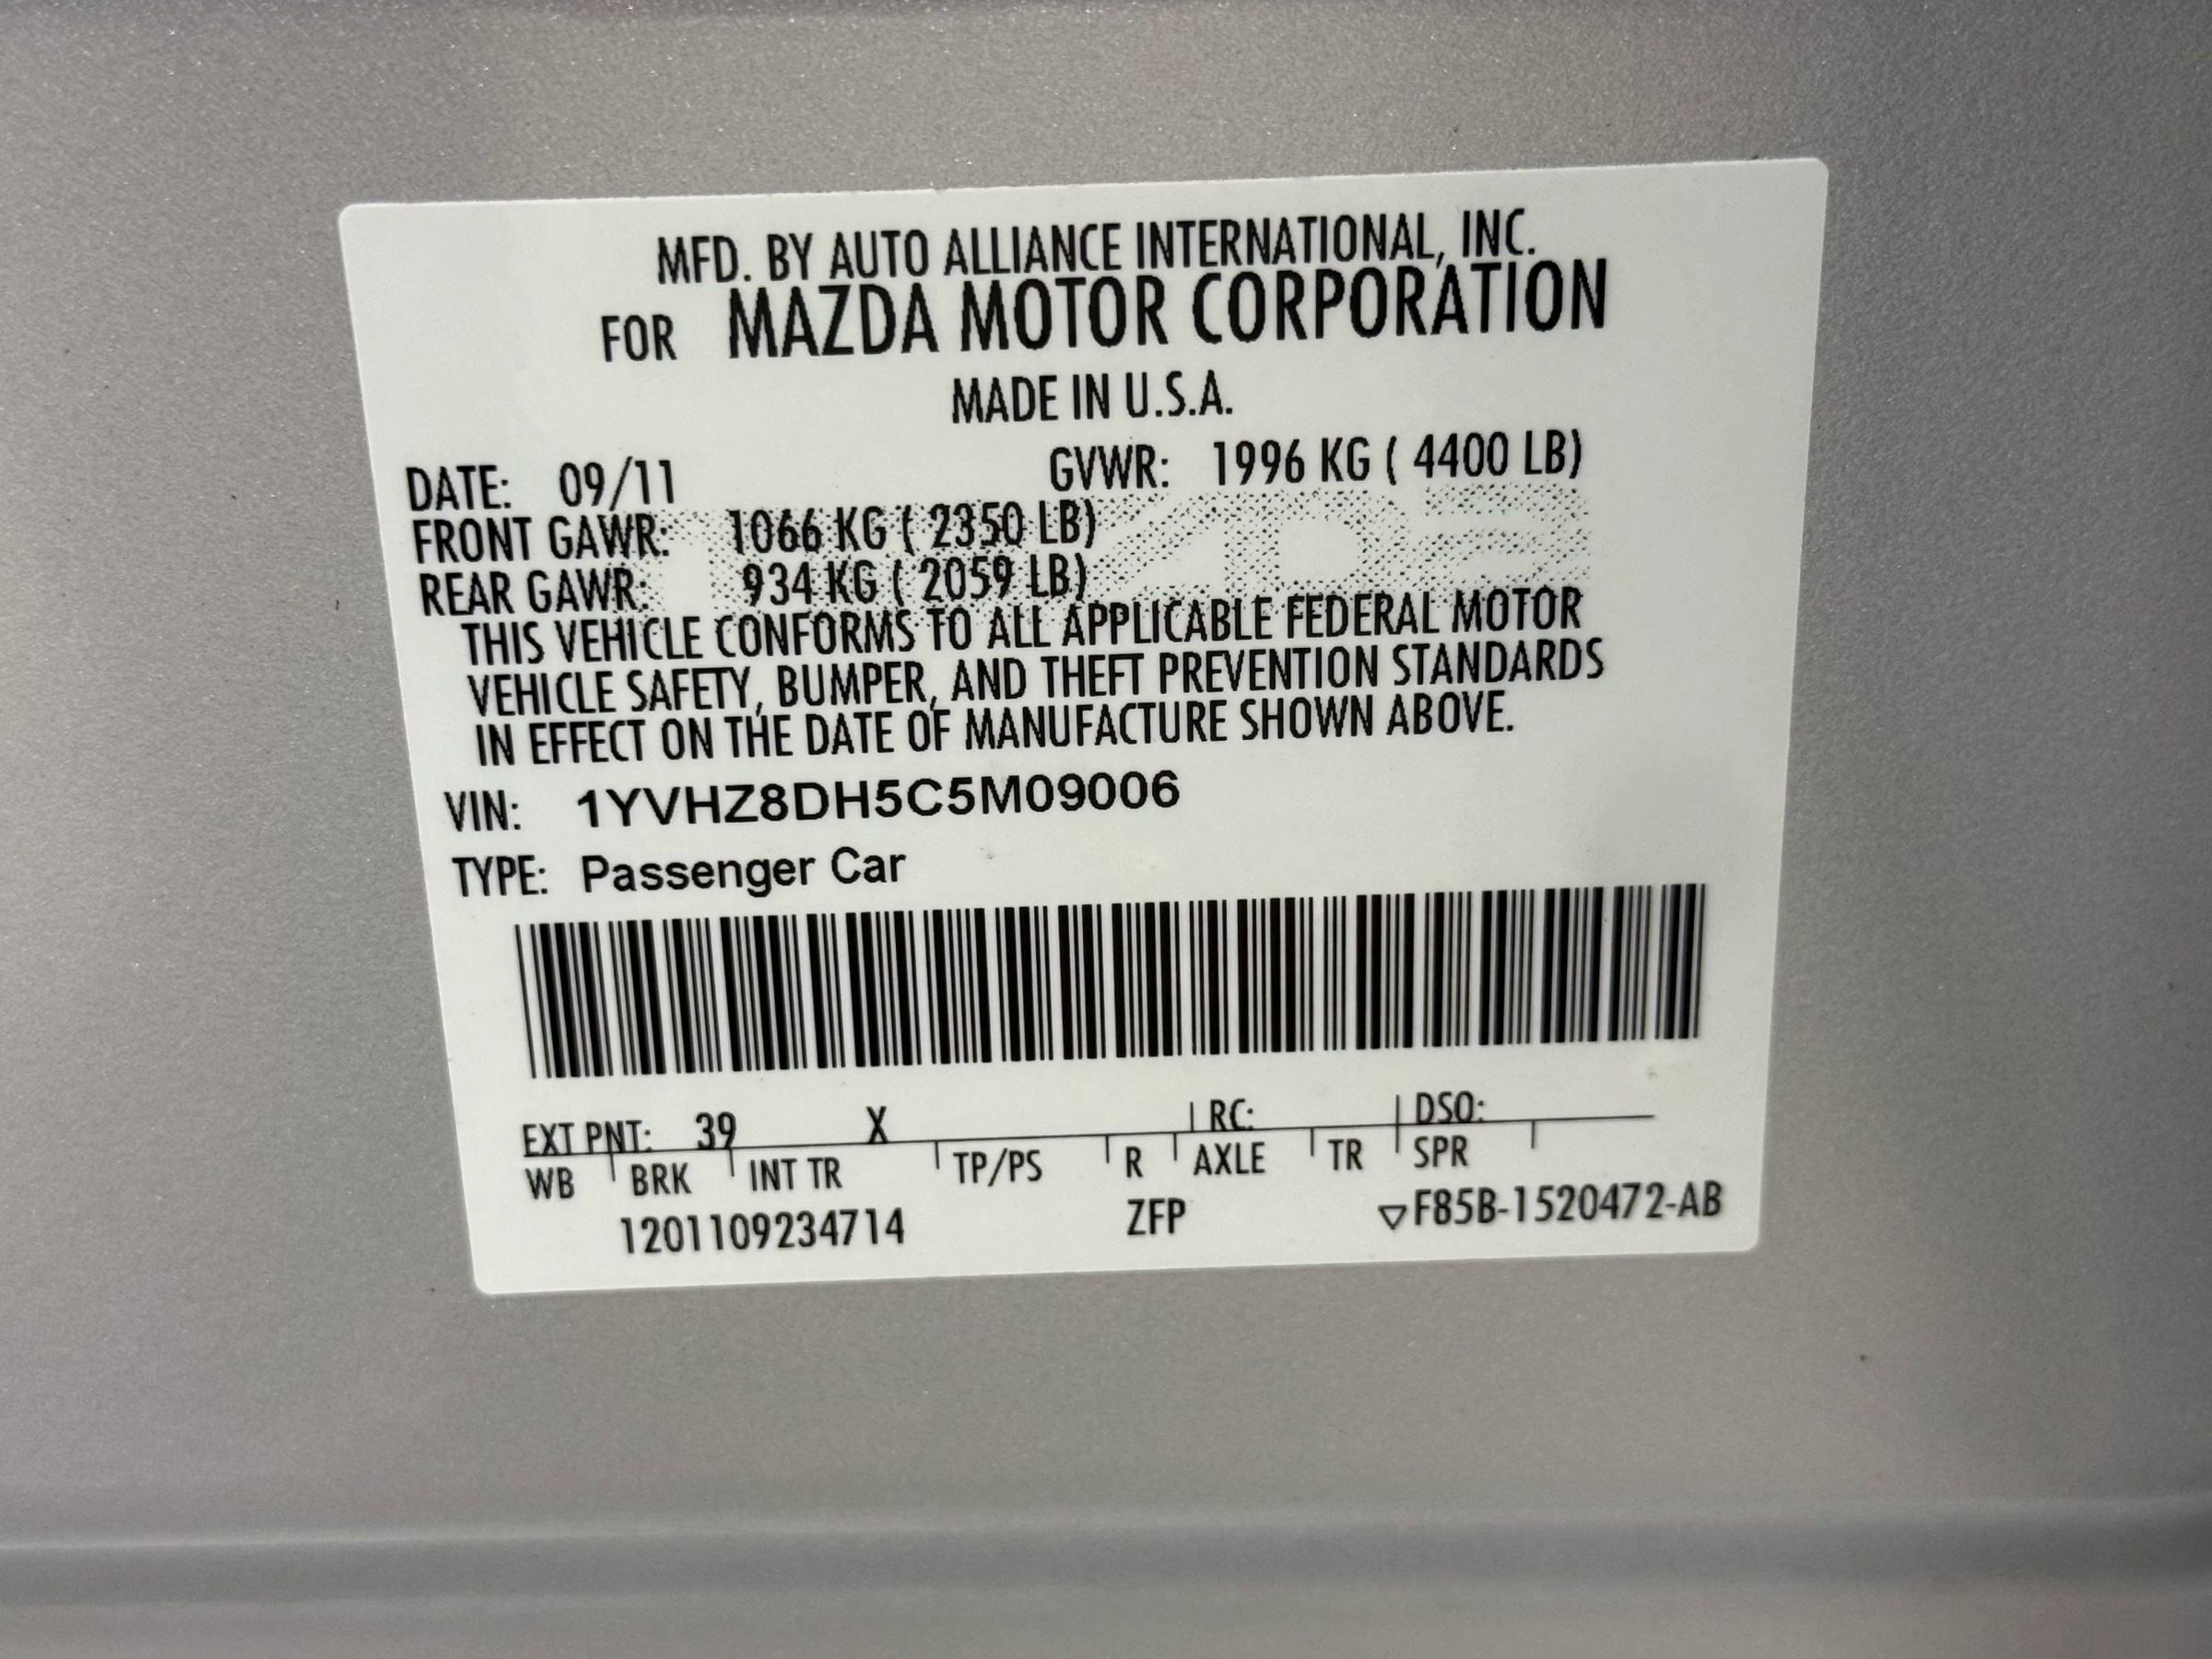 MFD. BY AUTO ALLIANCE INTERNATIONAL, INC.
FOR MAZDA MOTOR CORPORATION
MADE IN U.S.A.
DATE: 09/11 GVWR: 1996 KG ( 4400 LB)
FRONT GAWR: 1066 KG ( 2350 LB)
REAR GAWR: 934 KG ( 2059 LB)
THIS VEHICLE CONFORMS TO ALL APPLICABLE FEDERAL MOTOR
VEHICLE SAFETY, BUMPER, AND THEFT PREVENTION STANDARDS
IN EFFECT ON THE DATE OF MANUFACTURE SHOWN ABOVE.
VIN: 1YVHZ8DH5C5M09006
TYPE: Passenger Car
EXT PNT: 39 X RC: DSO:
WB BRK INT TR TP/PS R AXLE TR SPR
1201109234714 ZFP ▽F85B-1520472-AB